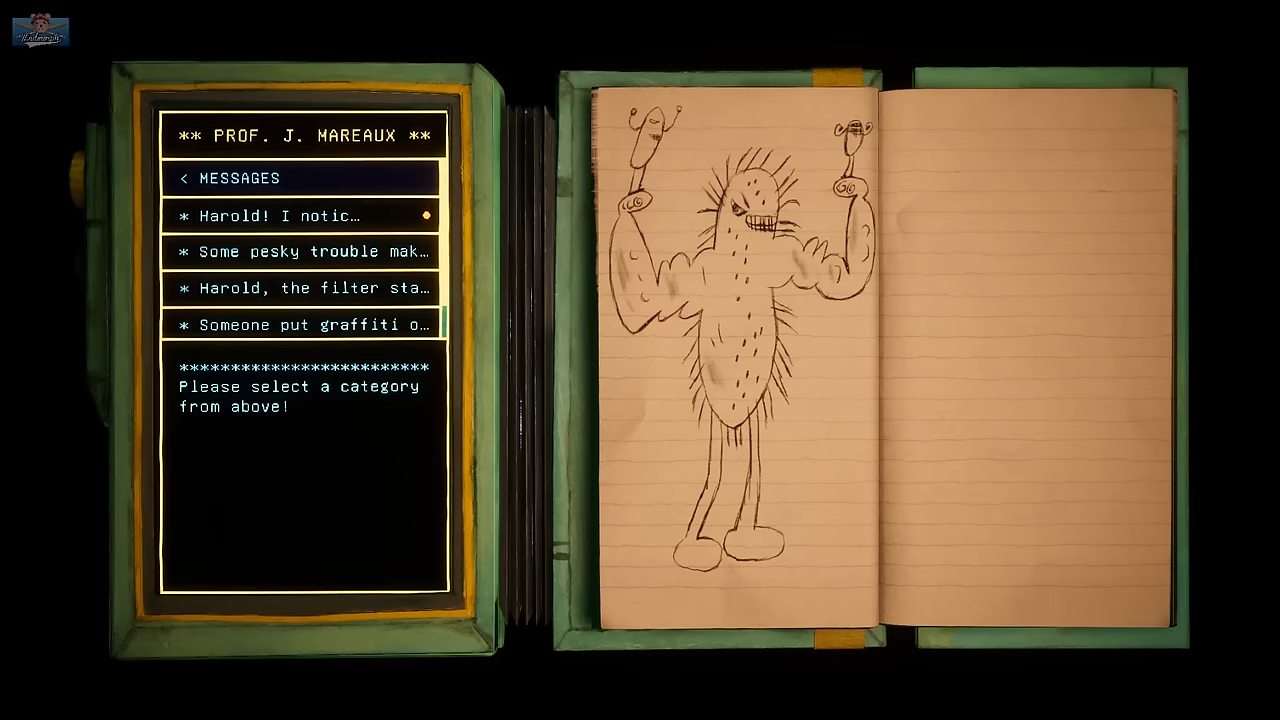 ** PROF. J. MAREAUX **
< MESSAGES
* Harold! I notic…
* Some pesky trouble mak…
* Harold, the filter sta…
* Someone put graffiti o…
*************************
Please select a category
from above!